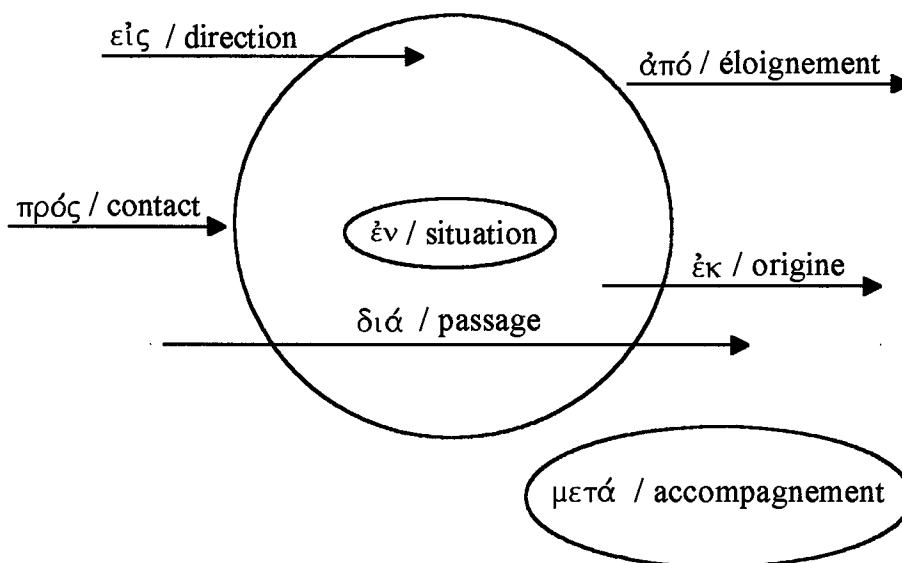 εἰς / direction
ἀπό / éloignement
πρός / contact
ἐν / situation
ἐκ / origine
διά / passage
μετά / accompagnement